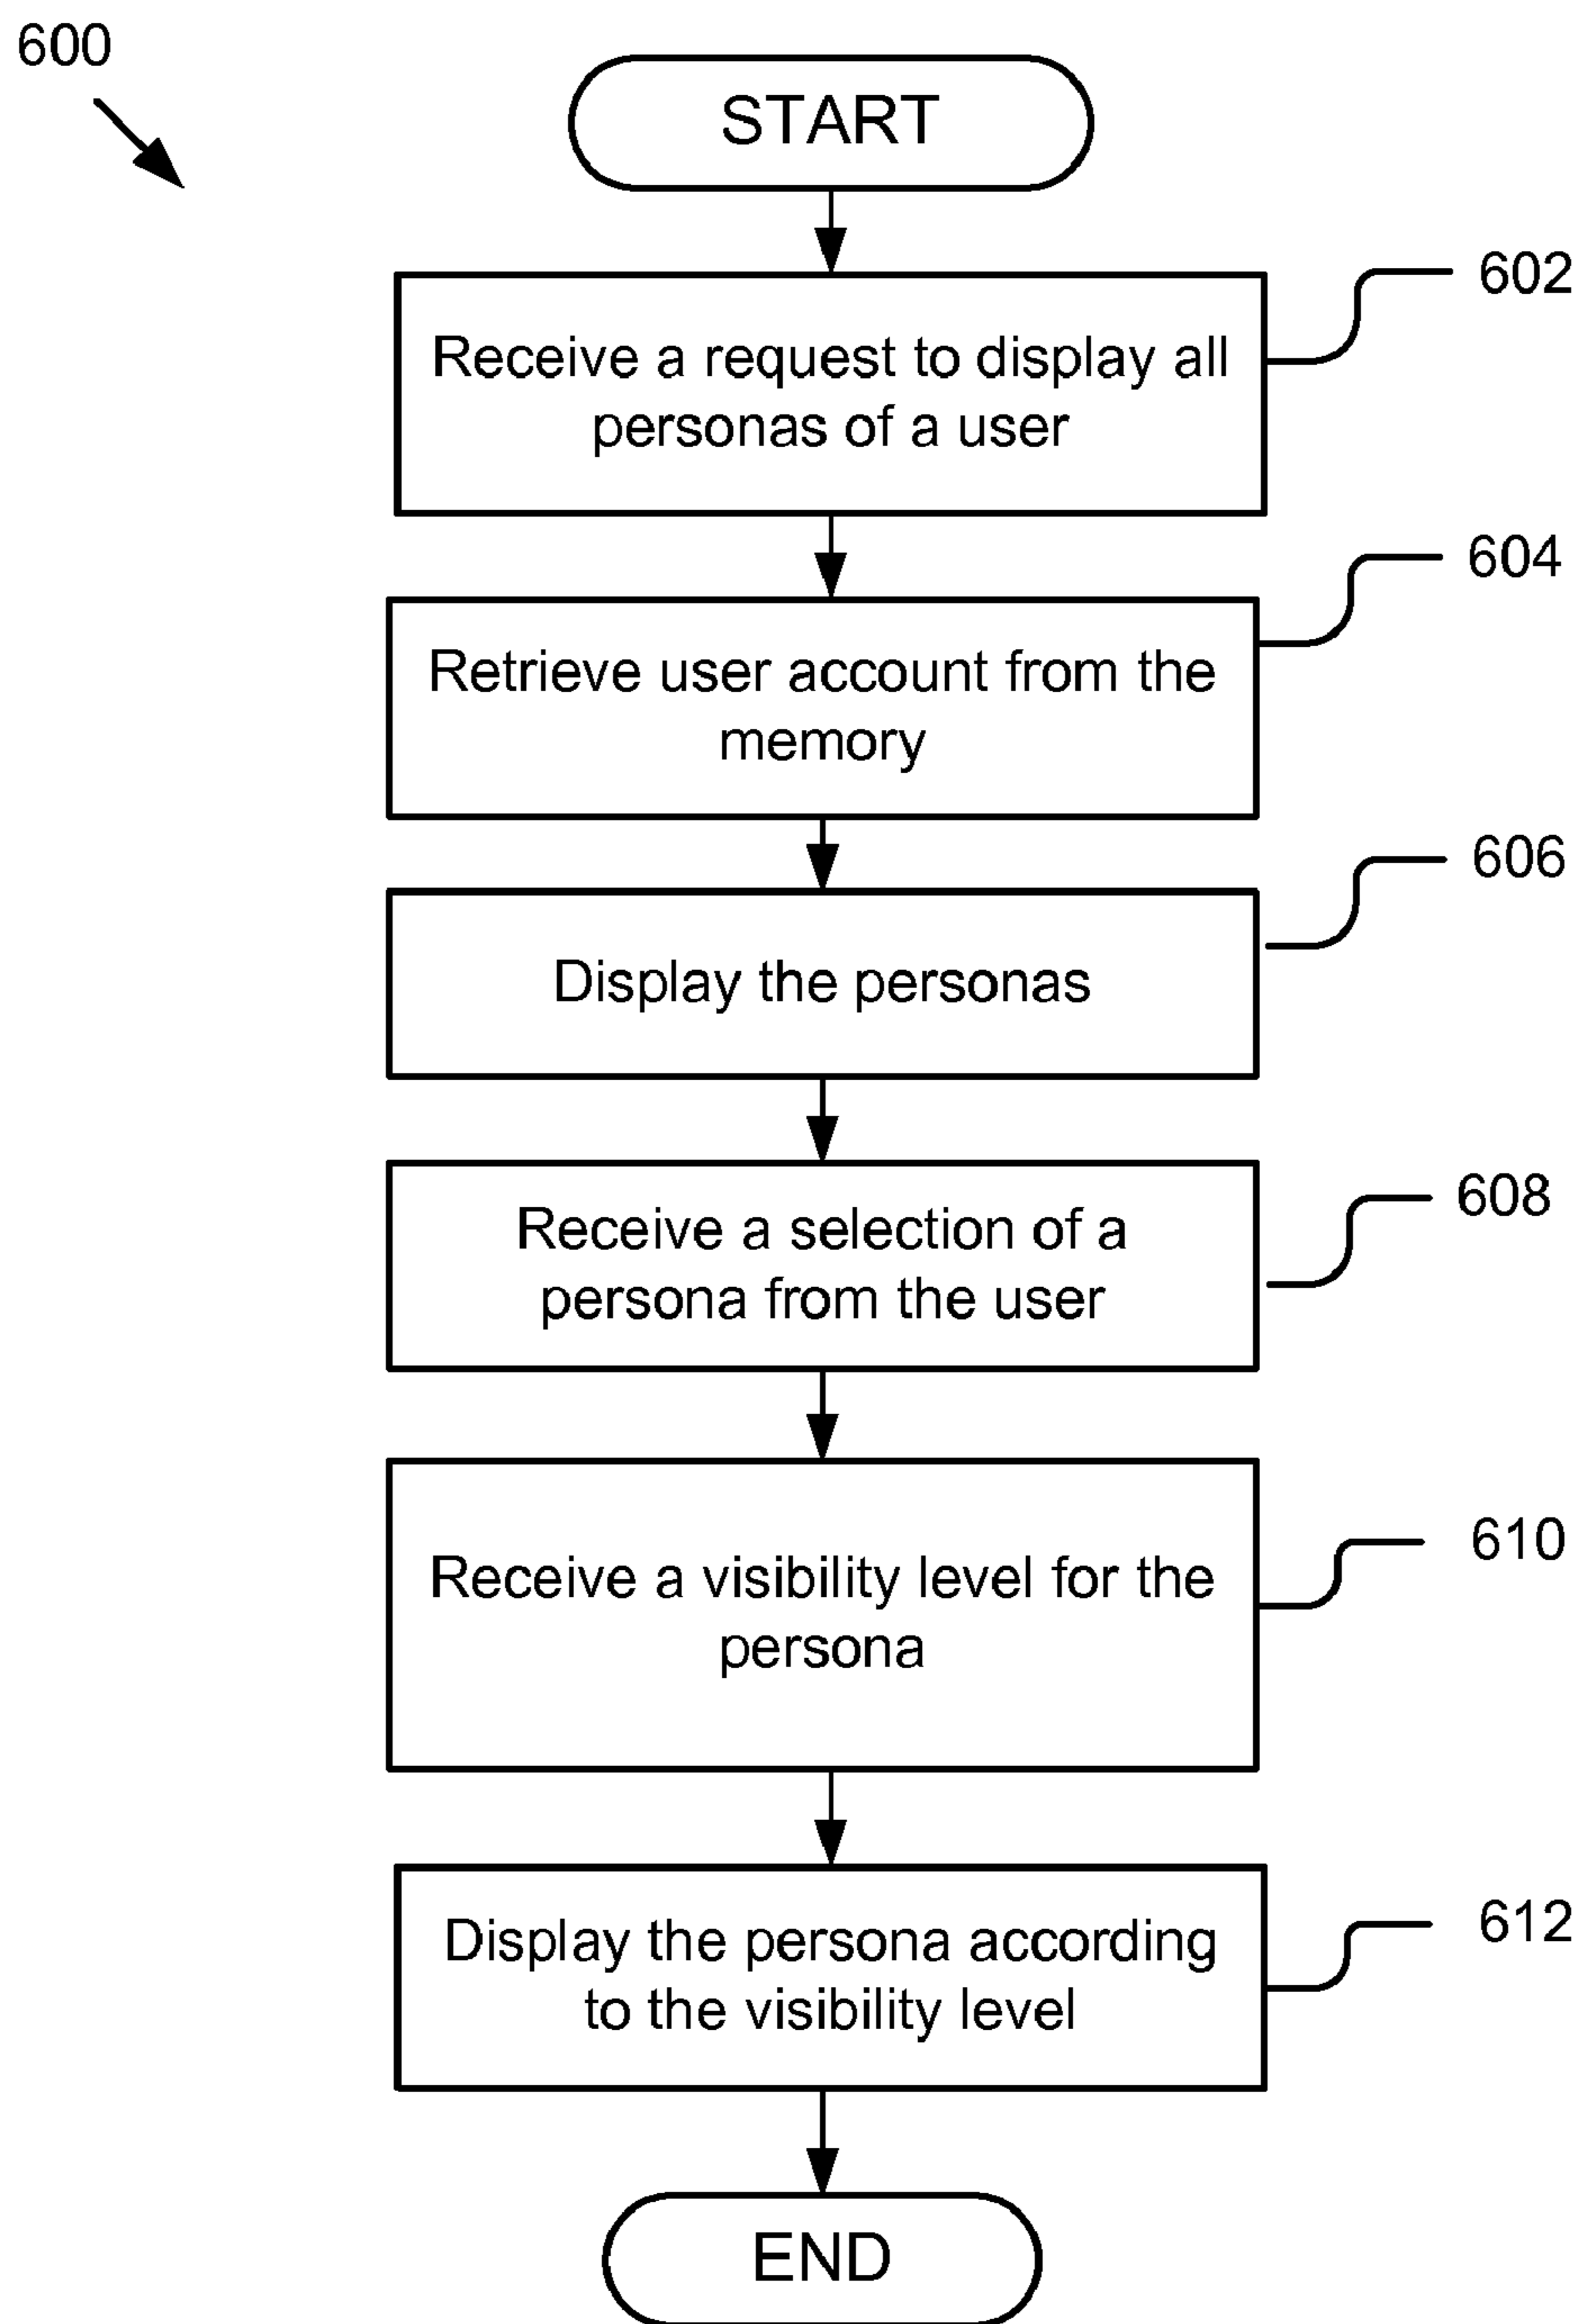 600
START
602
Receive a request to display all
personas of a user
604
Retrieve user account from the
memory
606
Display the personas
608
Receive a selection of a
persona from the user
610
Receive a visibility level for the
persona
612
Display the persona according
to the visibility level
END